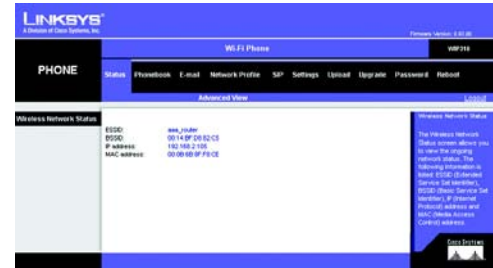 LINKSYS®
A Division of Cisco Systems, Inc.
Firmware Version:
Wi-Fi Phone
WIP310
PHONE
Status Phonebook E-mail Network Profile SIP Settings Upload Upgrade Password Reboot
Advanced View
Logout
Wireless Network Status
ESSID:
BSSID:
IP address: 192.168.2.105
MAC address:
Wireless Network Status
The Wireless Network
Status screen allows you
to view the ongoing
network status. The
following information is
listed: ESSID (Extended
Service Set Identifier),
BSSID (Basic Service Set
Identifier), IP (Internet
Protocol) address and
MAC (Media Access
Control) address.
Cisco Systems